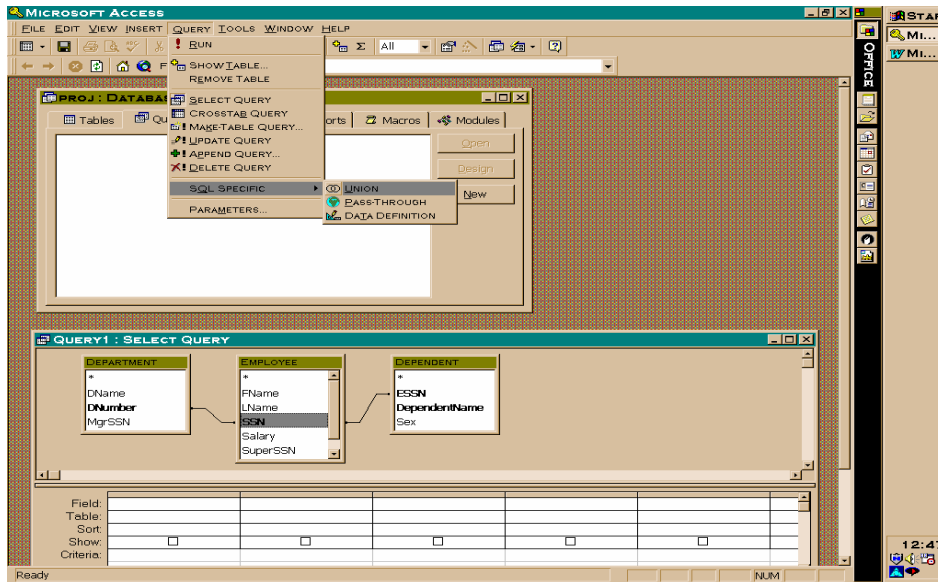 MICROSOFT ACCESS
FILE EDIT VIEW INSERT QUERY TOOLS WINDOW HELP
RUN
Σ All
SHOW TABLE...
REMOVE TABLE
SELECT QUERY
CROSSTAB QUERY
MAKE-TABLE QUERY...
UPDATE QUERY
APPEND QUERY...
DELETE QUERY
SQL SPECIFIC
PARAMETERS...
UNION
PASS-THROUGH
DATA DEFINITION
PROJ : DATABAS
Tables Qu orts Macros Modules
Open
Design
New
QUERY1 : SELECT QUERY
DEPARTMENT
*
DName
DNumber
MgrSSN
EMPLOYEE
*
FName
LName
SSN
Salary
SuperSSN
DEPENDENT
*
ESSN
DependentName
Sex
Field:
Table:
Sort:
Show:
Criteria:
Ready
NUM
OFFICE
STAR
MI...
MI...
12:47